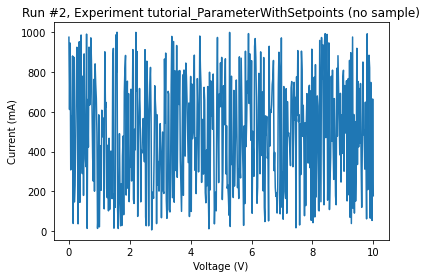 Run #2, Experiment tutorial_ParameterWithSetpoints (no sample)
1000
800
600
400
200
0
Current (mA)
0 2 4 6 8 10
Voltage (V)